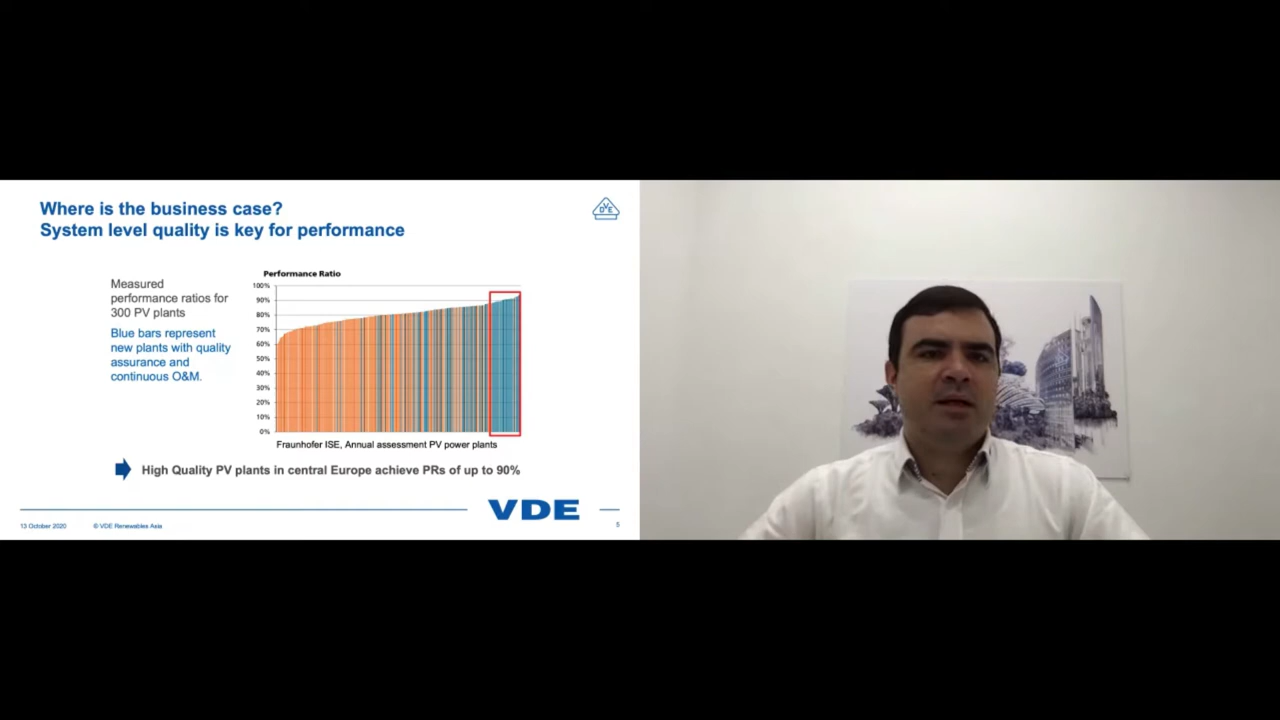 Where is the business case?
System level quality is key for performance
VDE
Measured
performance ratios for
300 PV plants
Blue bars represent
new plants with quality
assurance and
continuous O&M.
Performance Ratio
100%
90%
80%
70%
60%
50%
40%
30%
20%
10%
0%
Fraunhofer ISE, Annual assessment PV power plants
High Quality PV plants in central Europe achieve PRs of up to 90%
VDE
13 October 2020
© VDE Renewables Asia
5